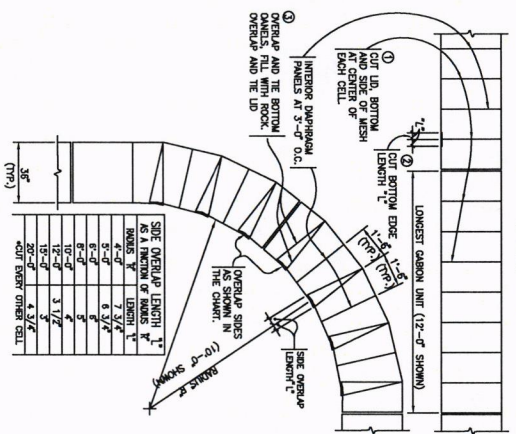 LONGEST GABION UNIT (12'-0" SHOWN)
"L"
② CUT BOTTOM EDGE
LENGTH "L"
①
CUT LID, BOTTOM
AND SIDE OF MESH
AT CENTER OF
EACH CELL.
INTERIOR DIAPHRAGM
PANELS AT 3'-0" O.C.
③
OVERLAP AND TIE BOTTOM
OANELS, FILL WITH ROCK.
OVERLAP AND TIE LID
1'-6"
(TYP.)
1'-6"
(TYP.)
SIDE OVERLAP
LENGTH "L"
OVERLAP SIDES
AS SHOWN IN
THE CHART.
RADIUS "R"
(10'-0" SHOWN)
36"
(TYP.)
SIDE OVERLAP LENGTH "L"
AS A FUNCTION OF RADIUS "R"
RADIUS "R" LENGTH "L"
4'-0" 7 3/4"
5'-0" 6 3/4"
6'-0" 6"
8'-0" 5"
10'-0" 4"
12'-0" 3 1/2"
15'-0" 3"
20'-0" 4 3/4"
*CUT EVERY OTHER CELL